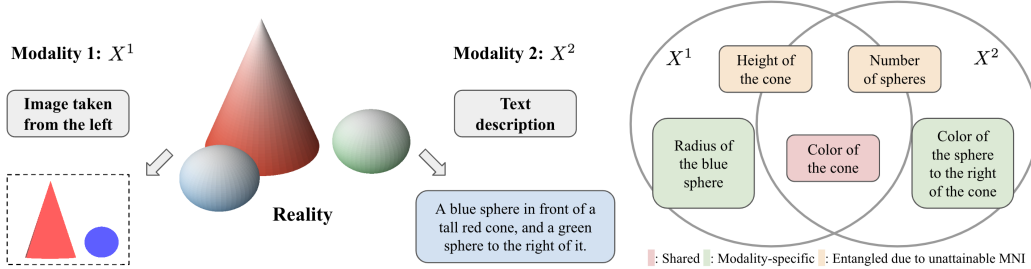 Modality 1: X¹
Image taken
from the left
Reality
Modality 2: X²
Text
description
A blue sphere in front of a
tall red cone, and a green
sphere to the right of it.
X¹
X²
Height of
the cone
Number
of spheres
Radius of
the blue
sphere
Color of
the cone
Color of
the sphere
to the right
of the cone
: Shared : Modality-specific : Entangled due to unattainable MNI